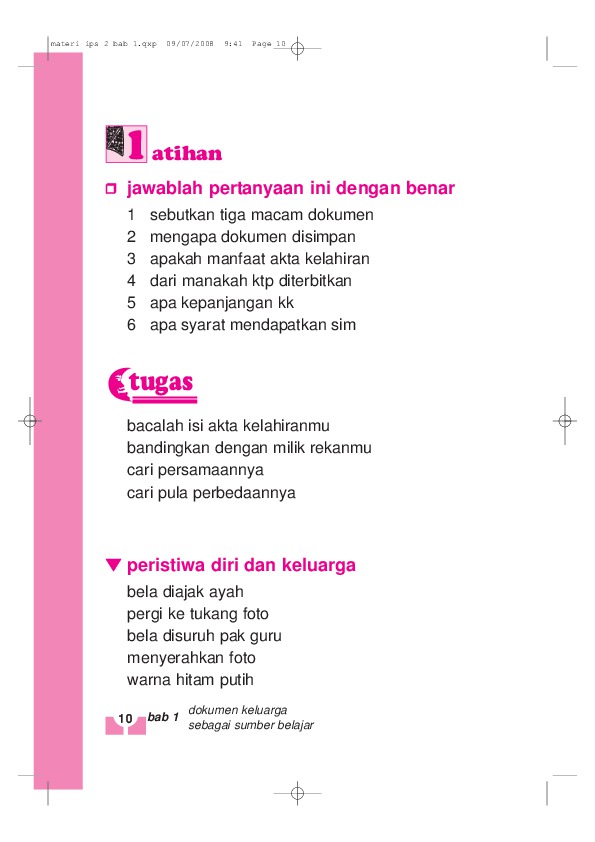 materi ips 2 bab 1.qxp 09/07/2008 9:41 Page 10
latihan
jawablah pertanyaan ini dengan benar
1 sebutkan tiga macam dokumen
2 mengapa dokumen disimpan
3 apakah manfaat akta kelahiran
4 dari manakah ktp diterbitkan
5 apa kepanjangan kk
6 apa syarat mendapatkan sim
tugas
bacalah isi akta kelahiranmu
bandingkan dengan milik rekanmu
cari persamaannya
cari pula perbedaannya
peristiwa diri dan keluarga
bela diajak ayah
pergi ke tukang foto
bela disuruh pak guru
menyerahkan foto
warna hitam putih
10 bab 1 dokumen keluarga
sebagai sumber belajar